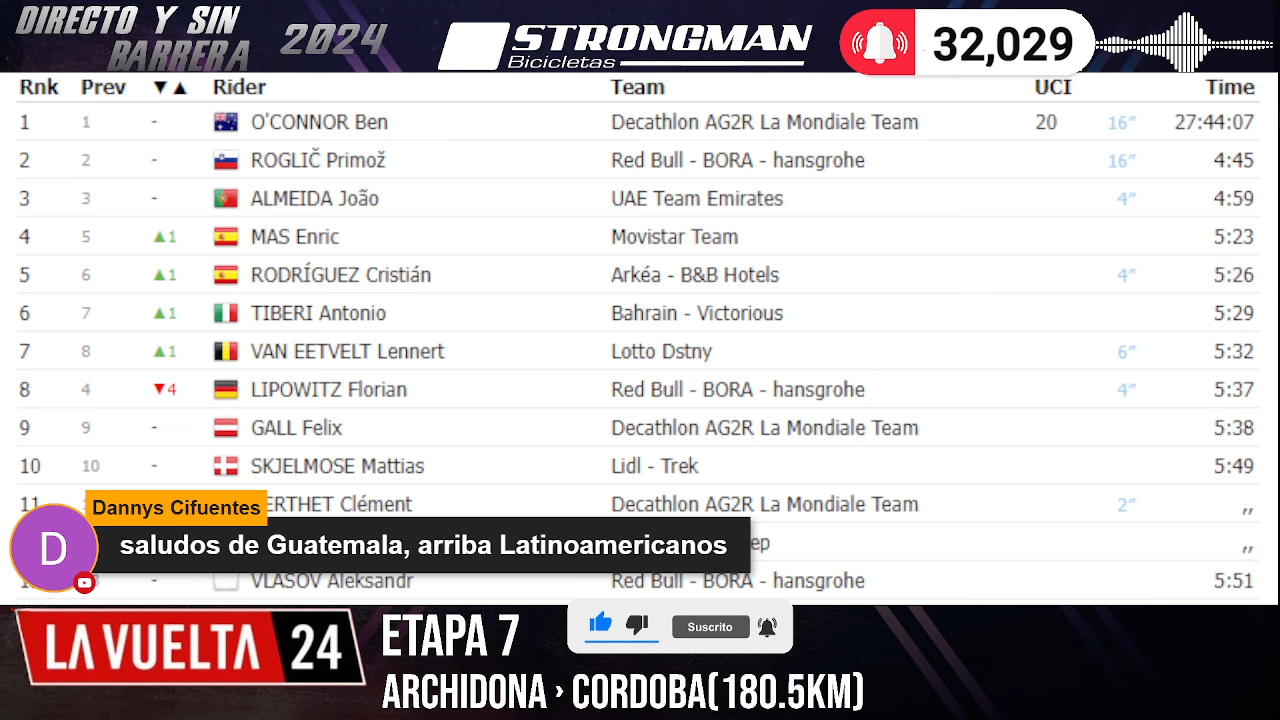 DIRECTO Y SIN
BARRERA
2024
STRONGMAN
Bicicletas
32,029
Rnk Prev ▼▲ Rider Team UCI Time
1 1 - O'CONNOR Ben Decathlon AG2R La Mondiale Team 20 16″ 27:44:07
2 2 - ROGLIČ Primož Red Bull - BORA - hansgrohe 16″ 4:45
3 3 - ALMEIDA João UAE Team Emirates 4″ 4:59
4 5 ▲1 MAS Enric Movistar Team 5:23
5 6 ▲1 RODRÍGUEZ Cristián Arkéa - B&B Hotels 4″ 5:26
6 7 ▲1 TIBERI Antonio Bahrain - Victorious 5:29
7 8 ▲1 VAN EETVELT Lennert Lotto Dstny 6″ 5:32
8 4 ▼4 LIPOWITZ Florian Red Bull - BORA - hansgrohe 4″ 5:37
9 9 - GALL Felix Decathlon AG2R La Mondiale Team 5:38
10 10 - SKJELMOSE Mattias Lidl - Trek 5:49
11 ERTHET Clément Decathlon AG2R La Mondiale Team 2″ ,,
Dannys Cifuentes
D
saludos de Guatemala, arriba Latinoamericanos
ep ,,
- VLASOV Aleksandr Red Bull - BORA - hansgrohe 5:51
LA VUELTA 24
ETAPA 7
Suscrito
ARCHIDONA › CORDOBA(180.5KM)